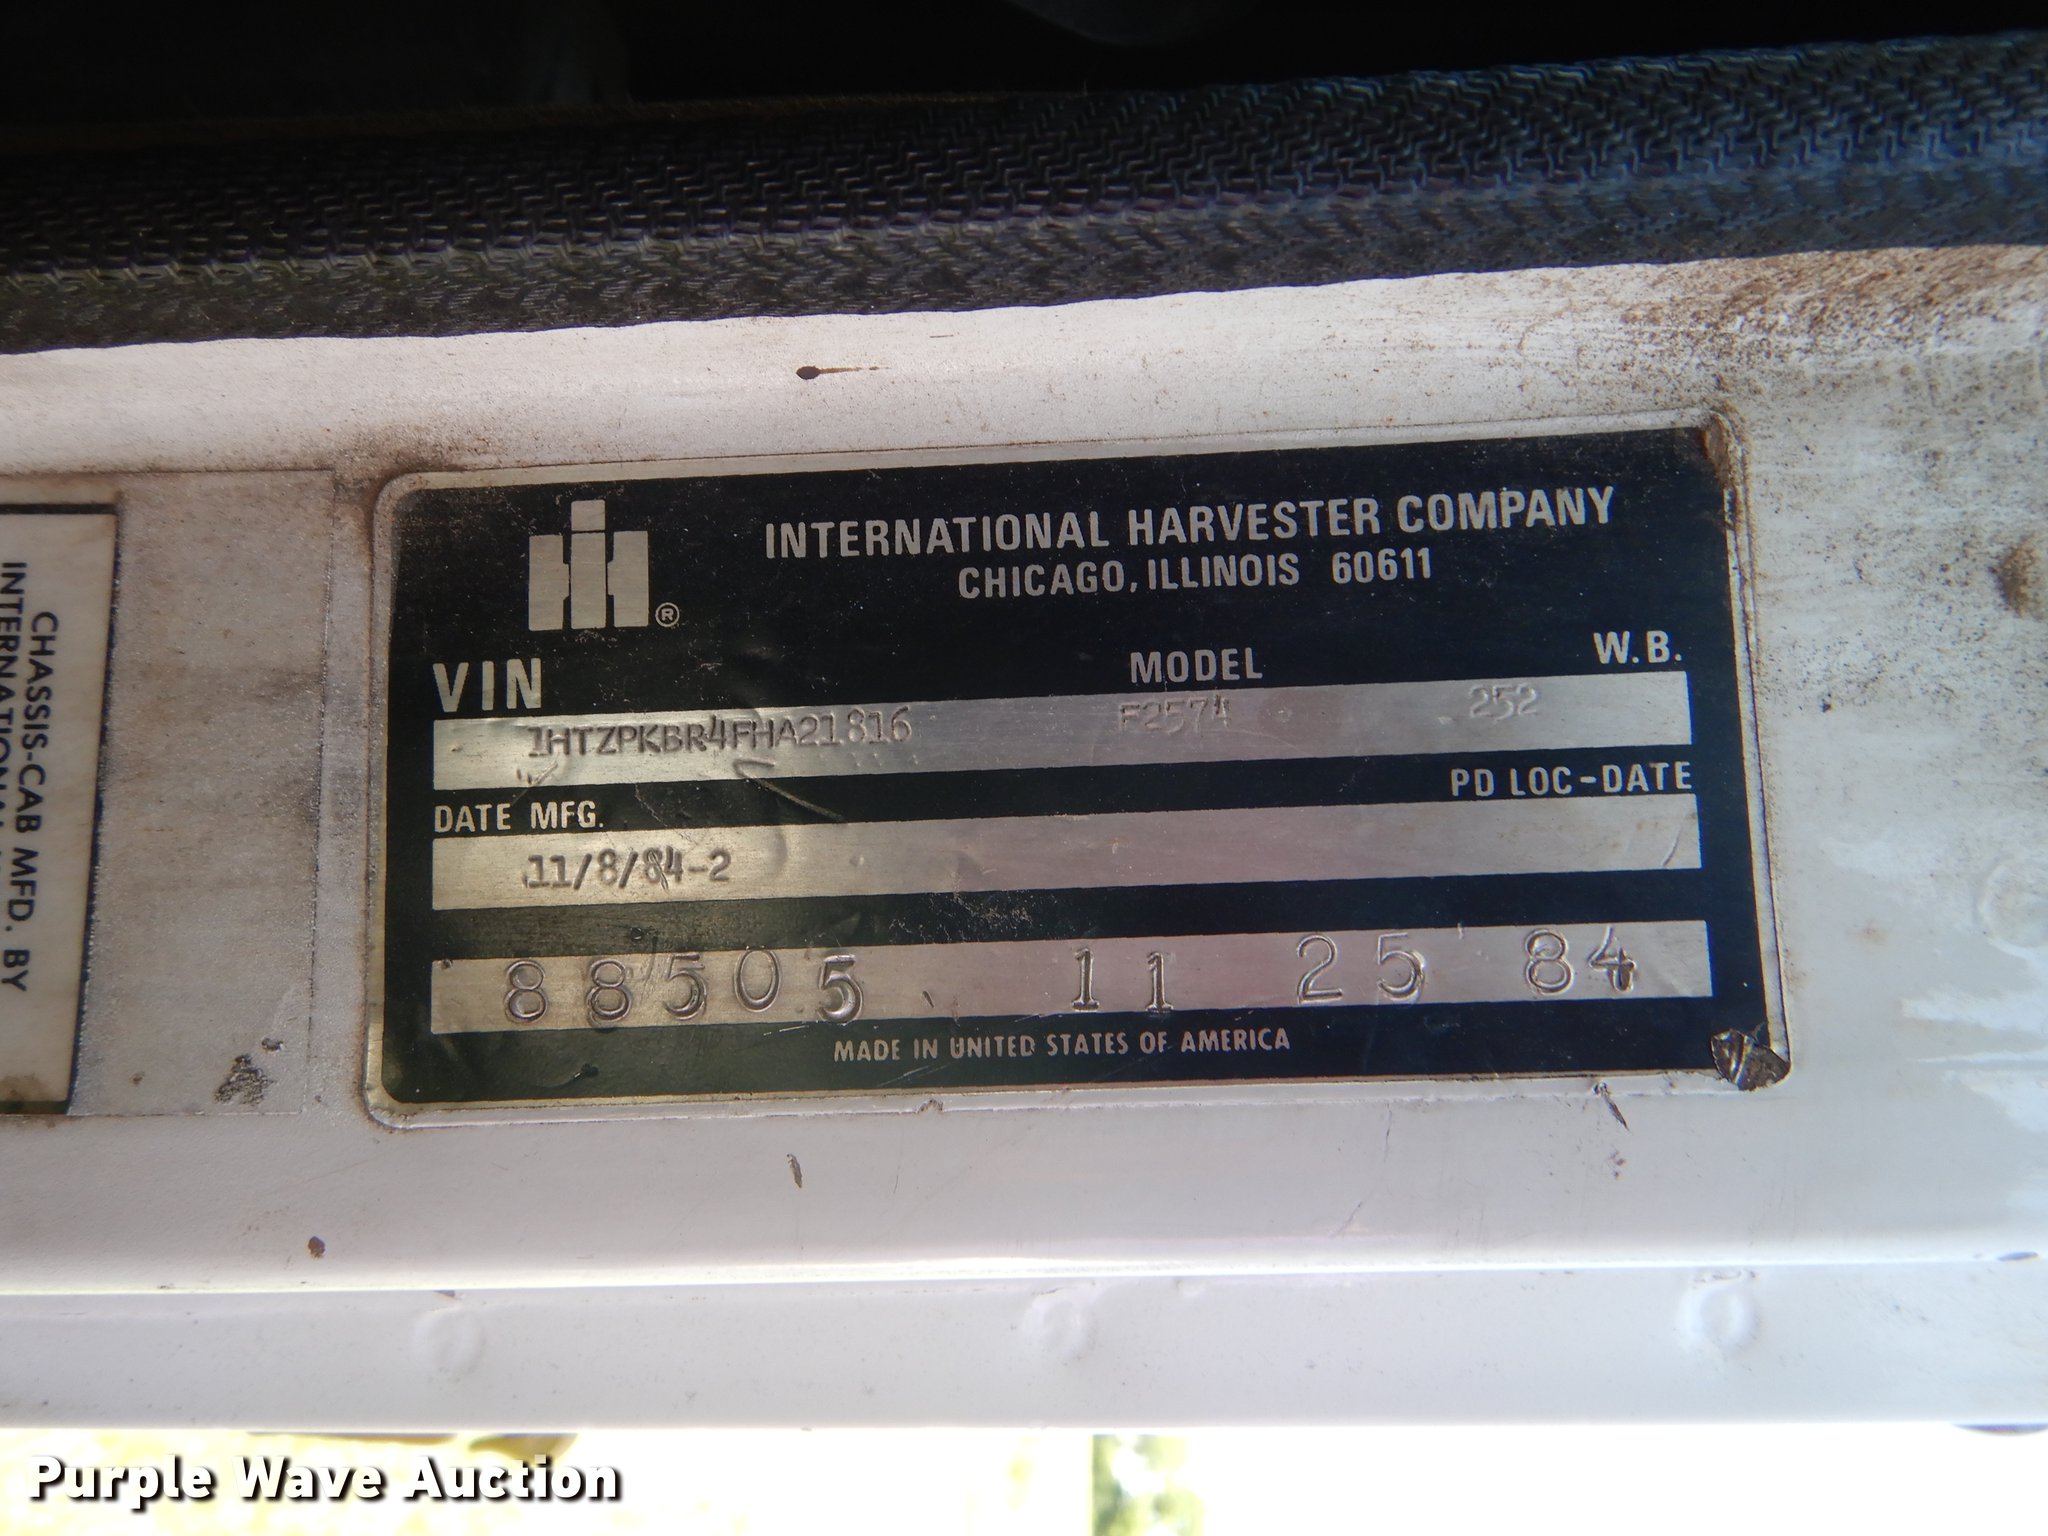 INTERNATIONAL HARVESTER COMPANY
CHICAGO, ILLINOIS 60611
®
VIN MODEL W.B.
1HTZPKBR4FHA21816 F2574 252
DATE MFG. PD LOC-DATE
11/8/84-2
88505 11 25 84
MADE IN UNITED STATES OF AMERICA
CHASSIS-CAB MFD. BY
INTERNATIONAL
Purple Wave Auction